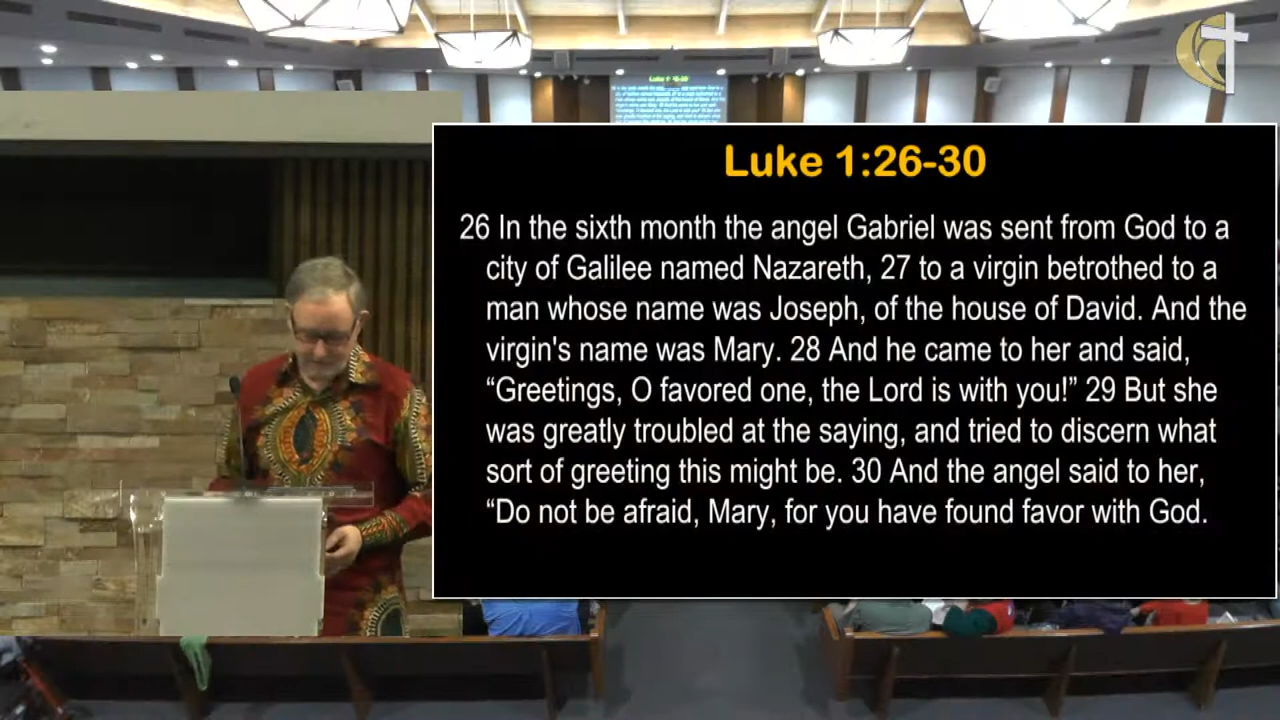 Luke 1:26-30
26 In the sixth month the angel Gabriel was sent from God to a
city of Galilee named Nazareth, 27 to a virgin betrothed to a
man whose name was Joseph, of the house of David. And the
virgin's name was Mary. 28 And he came to her and said,
“Greetings, O favored one, the Lord is with you!” 29 But she
was greatly troubled at the saying, and tried to discern what
sort of greeting this might be. 30 And the angel said to her,
“Do not be afraid, Mary, for you have found favor with God.